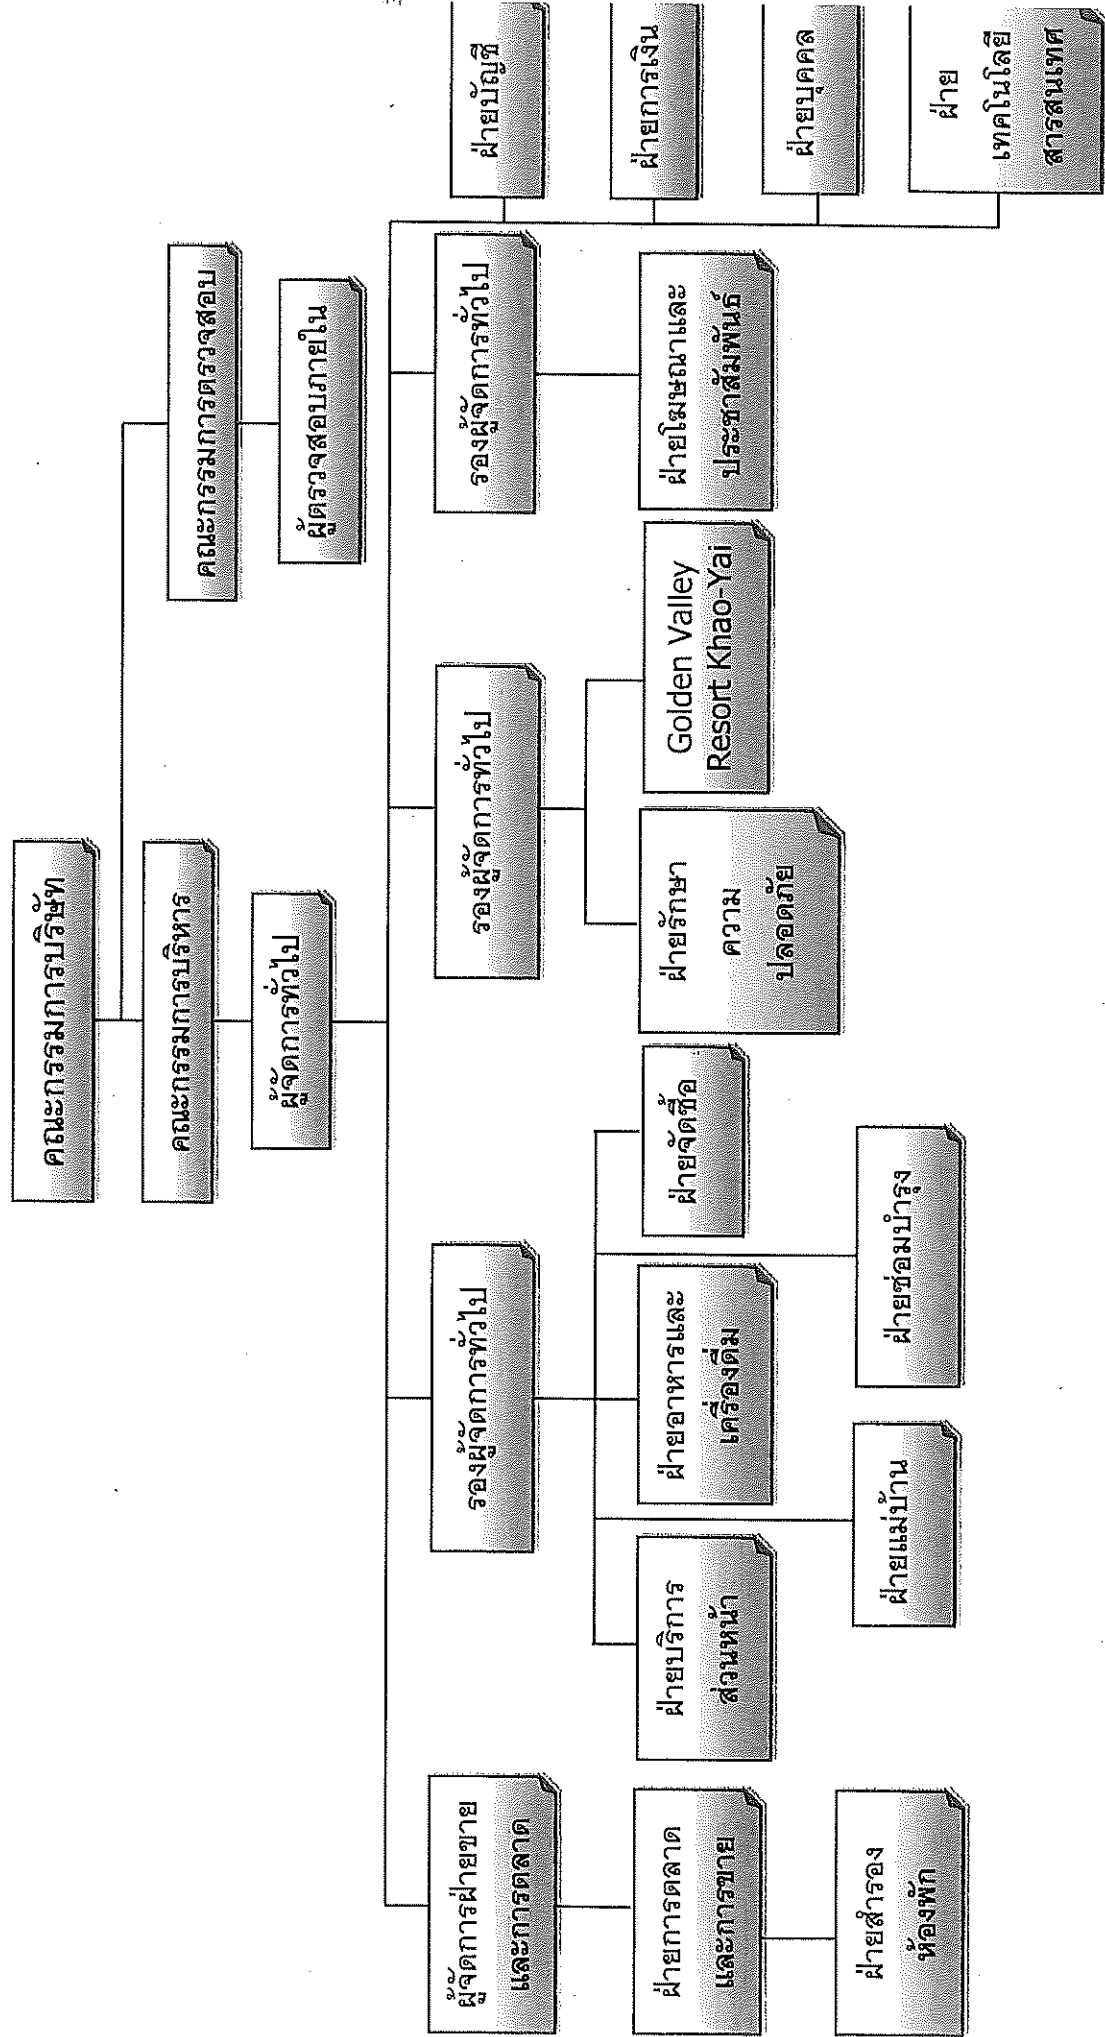 คณะกรรมการบริษัท
คณะกรรมการตรวจสอบ
คณะกรรมการบริหาร
ผู้ตรวจสอบภายใน
ผู้จัดการทั่วไป
ผู้จัดการฝ่ายขาย
และการตลาด
รองผู้จัดการทั่วไป
รองผู้จัดการทั่วไป
รองผู้จัดการทั่วไป
ฝ่ายบัญชี
ฝ่ายการเงิน
ฝ่ายบุคคล
ฝ่าย
เทคโนโลยี
สารสนเทศ
ฝ่ายการตลาด
และการขาย
ฝ่ายบริการ
ส่วนหน้า
ฝ่ายอาหารและ
เครื่องดื่ม
ฝ่ายจัดซื้อ
ฝ่ายรักษา
ความ
ปลอดภัย
Golden Valley
Resort Khao-Yai
ฝ่ายโฆษณาและ
ประชาสัมพันธ์
ฝ่ายสำรอง
ห้องพัก
ฝ่ายแม่บ้าน
ฝ่ายซ่อมบำรุง